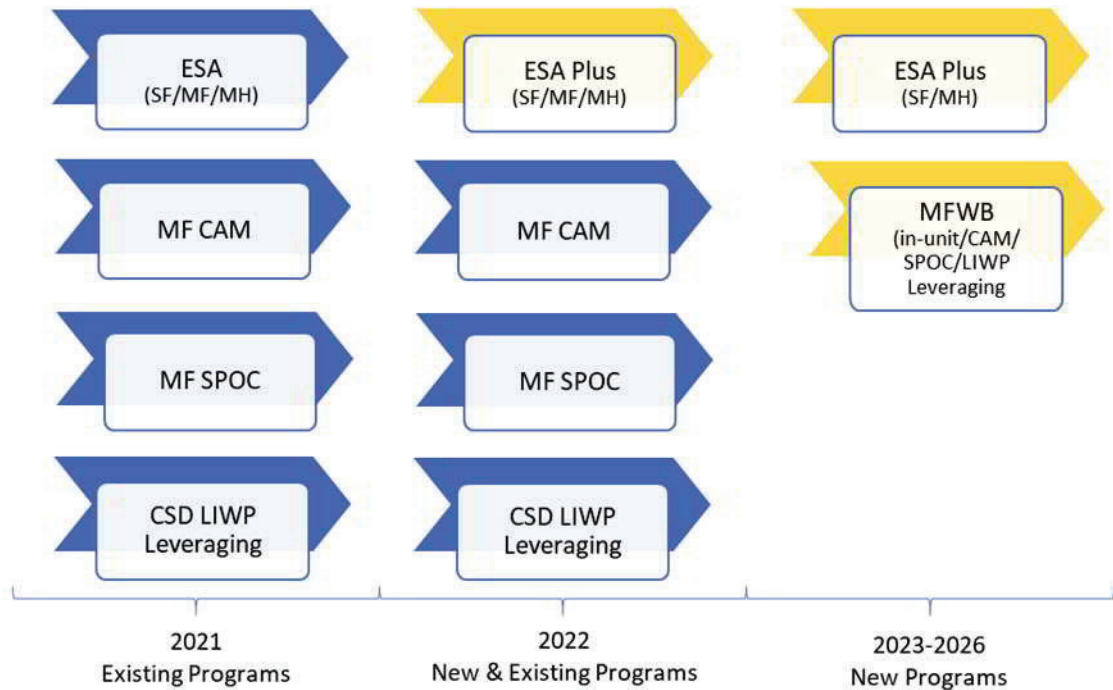 ESA
(SF/MF/MH)
MF CAM
MF SPOC
CSD LIWP
Leveraging
2021
Existing Programs
ESA Plus
(SF/MF/MH)
MF CAM
MF SPOC
CSD LIWP
Leveraging
2022
New & Existing Programs
ESA Plus
(SF/MH)
MFWB
(in-unit/CAM/
SPOC/LIWP
Leveraging
2023-2026
New Programs